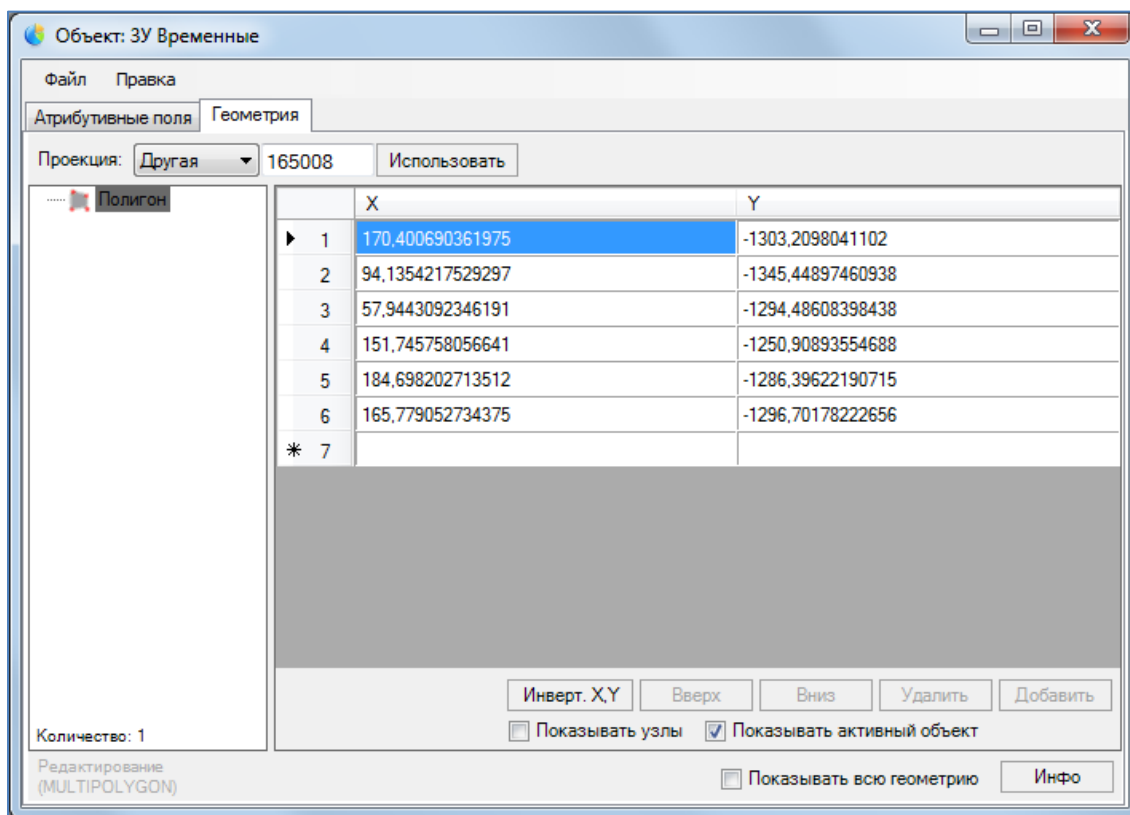 Объект: ЗУ Временные
Файл Правка
Атрибутивные поля Геометрия
Проекция: Другая 165008 Использовать
Полигон
X Y
1 170,400690361975 -1303,2098041102
2 94,1354217529297 -1345,44897460938
3 57,9443092346191 -1294,48608398438
4 151,745758056641 -1250,90893554688
5 184,698202713512 -1286,39622190715
6 165,779052734375 -1296,70178222656
* 7
Инверт. X,Y Вверх Вниз Удалить Добавить
Показывать узлы Показывать активный объект
Количество: 1
Редактирование
(MULTIPOLYGON)
Показывать всю геометрию Инфо